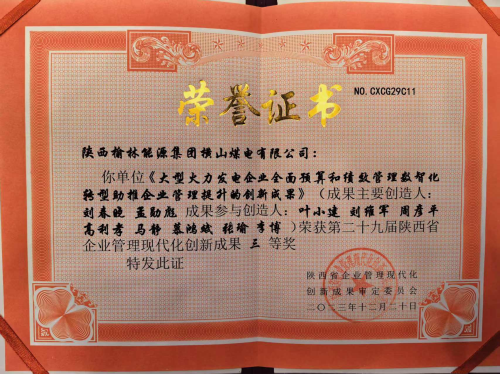 荣誉证书
NO.CXCG29C11
陕西榆林能源集团横山煤电有限公司：
你单位《大型火力发电企业全面预算和绩效管理数智化
转型助推企业管理提升的创新成果》（成果主要创造人：
刘春晚 孟勋彪 成果参与创造人：叶小建 刘维军 周彦平
高利孝 马静 慕鸿斌 张瑜 李博）荣获第二十九届陕西省
企业管理现代化创新成果 三 等奖
特发此证
陕西省企业管理现代化
创新成果审定委员会
二〇二三年十二月二十日